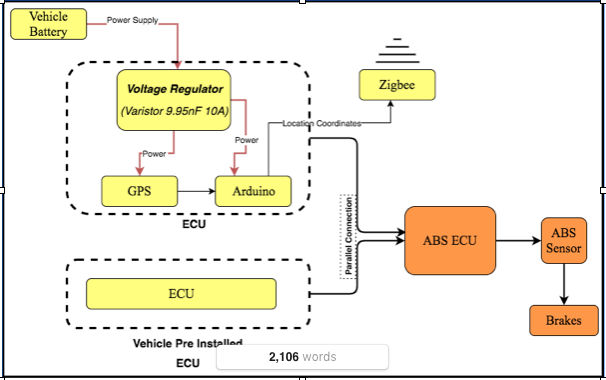 Vehicle
Battery
Power Supply
Voltage Regulator
(Varistor 9.95nF 10A)
Zigbee
Location Coordinates
Power
Power
GPS
Arduino
ECU
Parallel Connection
ABS ECU
ABS
Sensor
ECU
Brakes
Vehicle Pre Installed
ECU
2,106 words